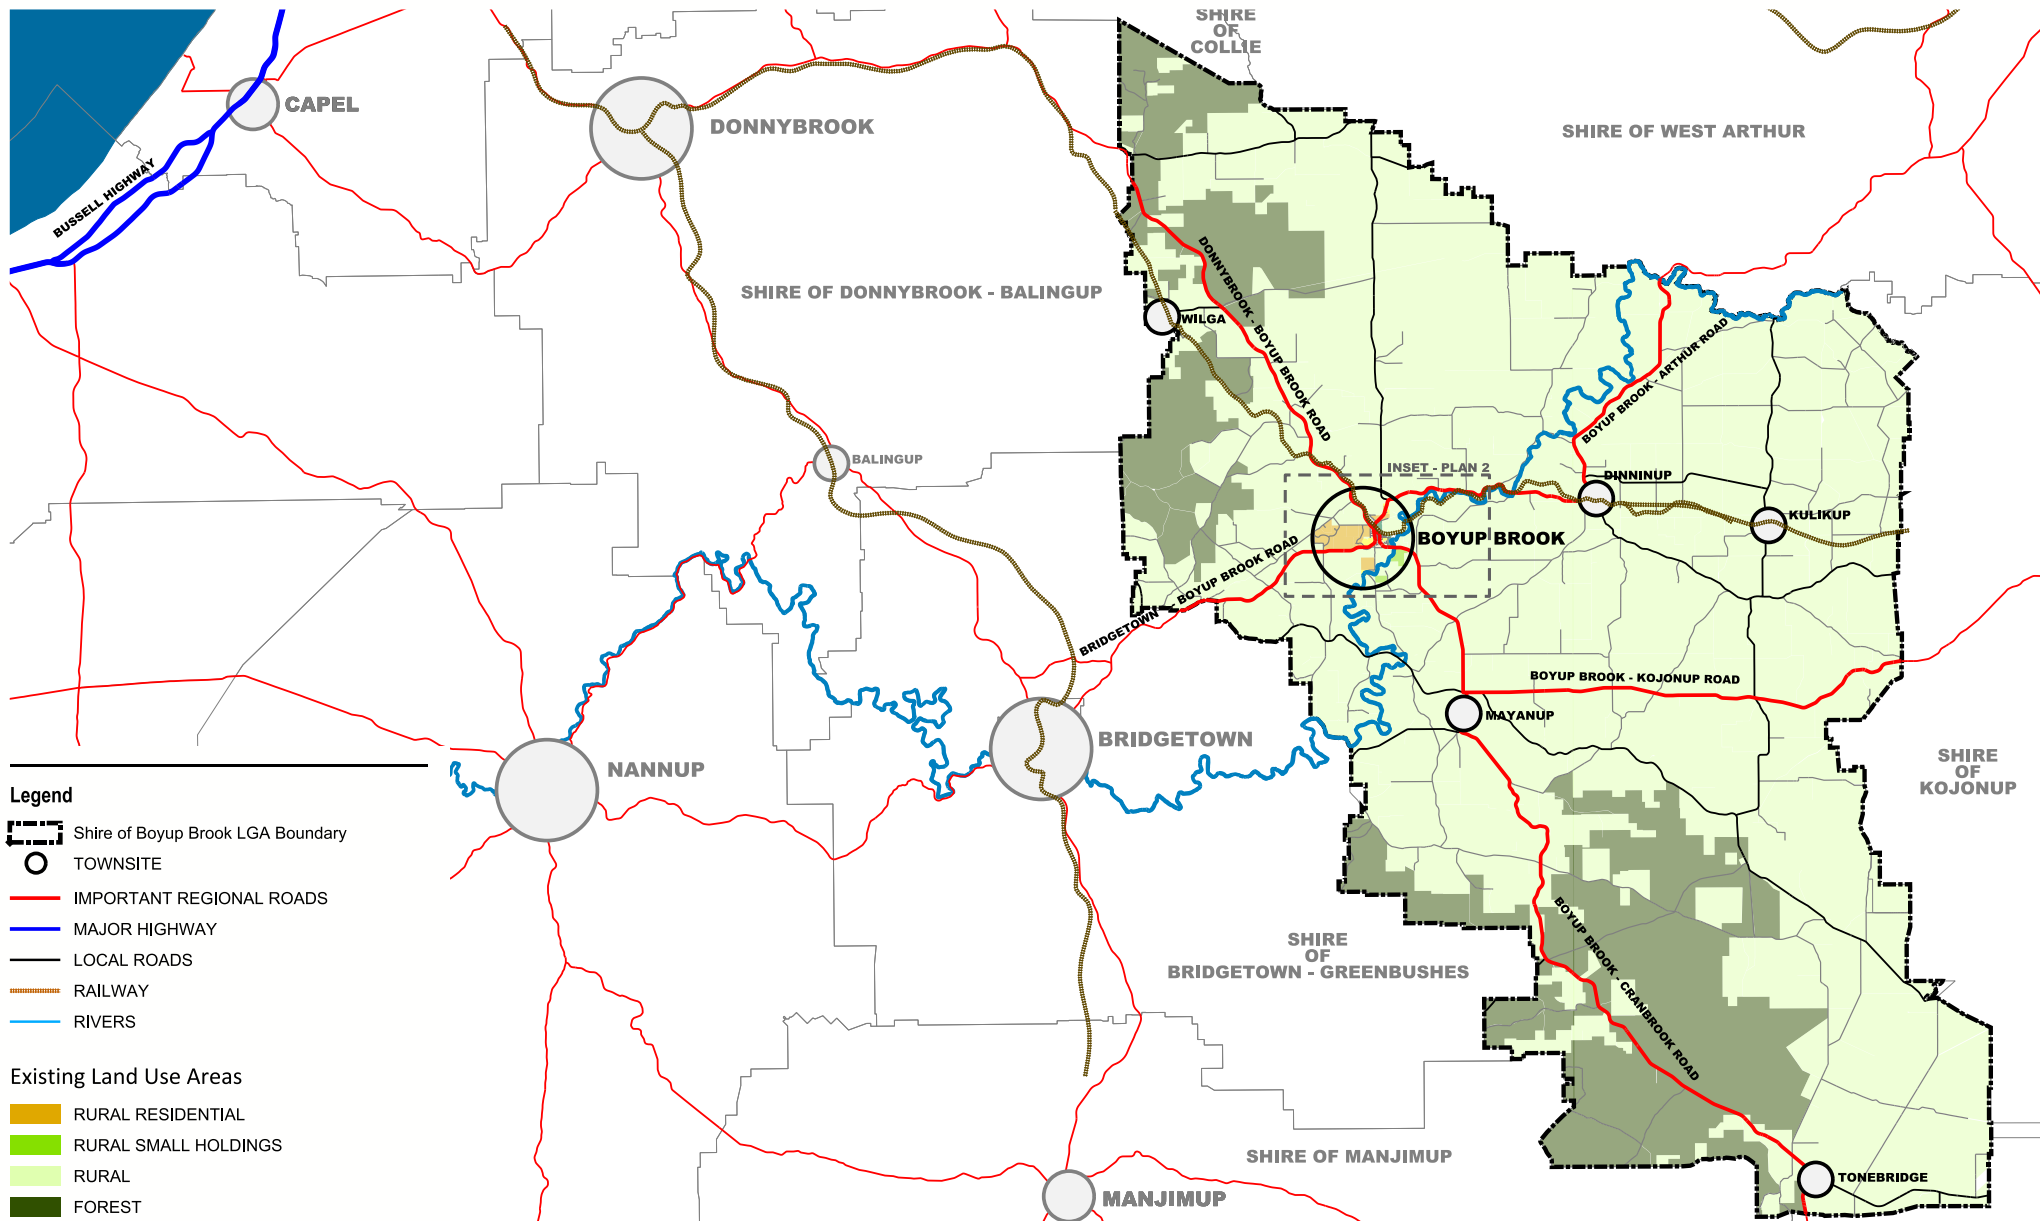 SHIRE
OF
COLLIE
CAPEL
DONNYBROOK
SHIRE OF WEST ARTHUR
BUSSELL HIGHWAY
SHIRE OF DONNYBROOK - BALINGUP
DONNYBROOK - BOYUP BROOK ROAD
WILGA
BOYUP BROOK - ARTHUR ROAD
BALINGUP
INSET - PLAN 2
DINNINUP
KULIKUP
BOYUP BROOK
BRIDGETOWN - BOYUP BROOK ROAD
BOYUP BROOK - KOJONUP ROAD
MAYANUP
BRIDGETOWN
NANNUP
SHIRE
OF
KOJONUP
SHIRE
OF
BRIDGETOWN - GREENBUSHES
BOYUP BROOK - CRANBROOK ROAD
SHIRE OF MANJIMUP
TONEBRIDGE
MANJIMUP
Legend
Shire of Boyup Brook LGA Boundary
TOWNSITE
IMPORTANT REGIONAL ROADS
MAJOR HIGHWAY
LOCAL ROADS
RAILWAY
RIVERS
Existing Land Use Areas
RURAL RESIDENTIAL
RURAL SMALL HOLDINGS
RURAL
FOREST